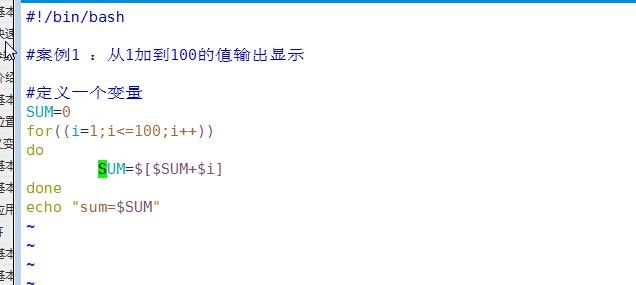 #!/bin/bash
#案例1 ：从1加到100的值输出显示
#定义一个变量
SUM=0
for((i=1;i<=100;i++))
do
SUM=$[$SUM+$i]
done
echo "sum=$SUM"
~
~
~
~